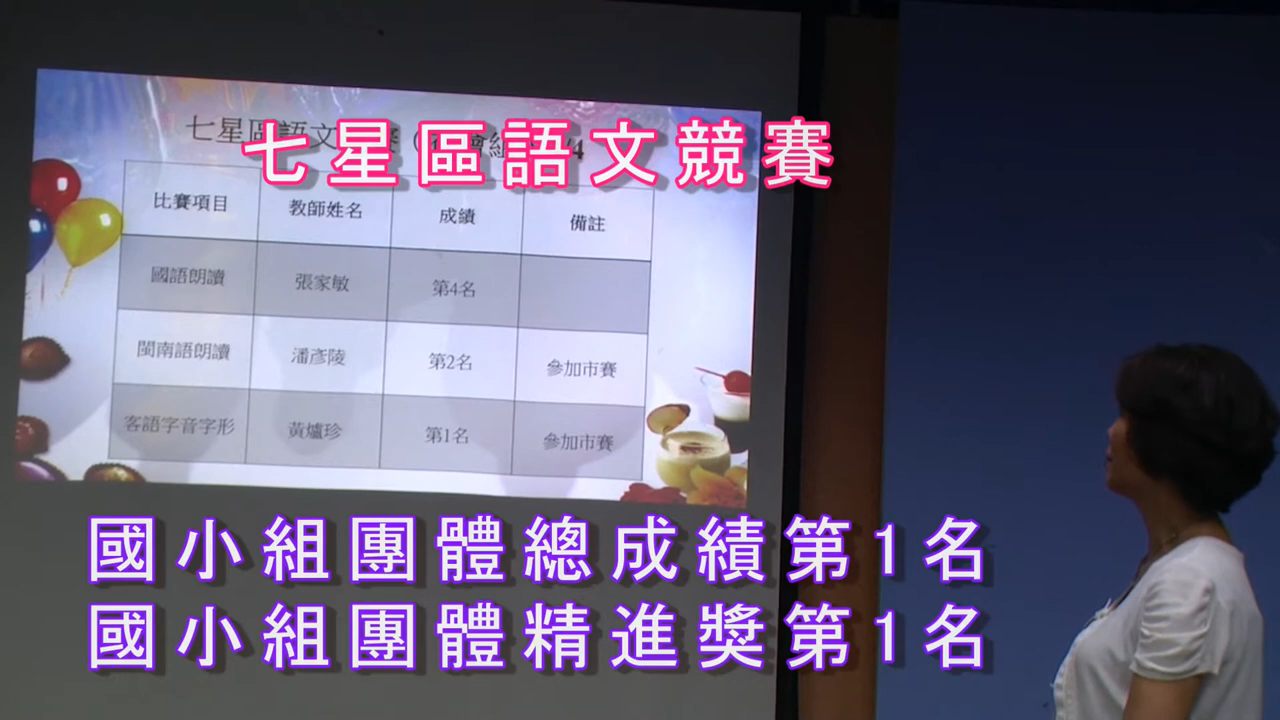 七星區語文競賽
比賽項目 教師姓名 成績 備註
國語朗讀 張家敏 第4名
閩南語朗讀 潘彥陵 第2名 參加市賽
客語字音字形 黃爐珍 第1名 參加市賽
國小組團體總成績第1名
國小組團體精進獎第1名